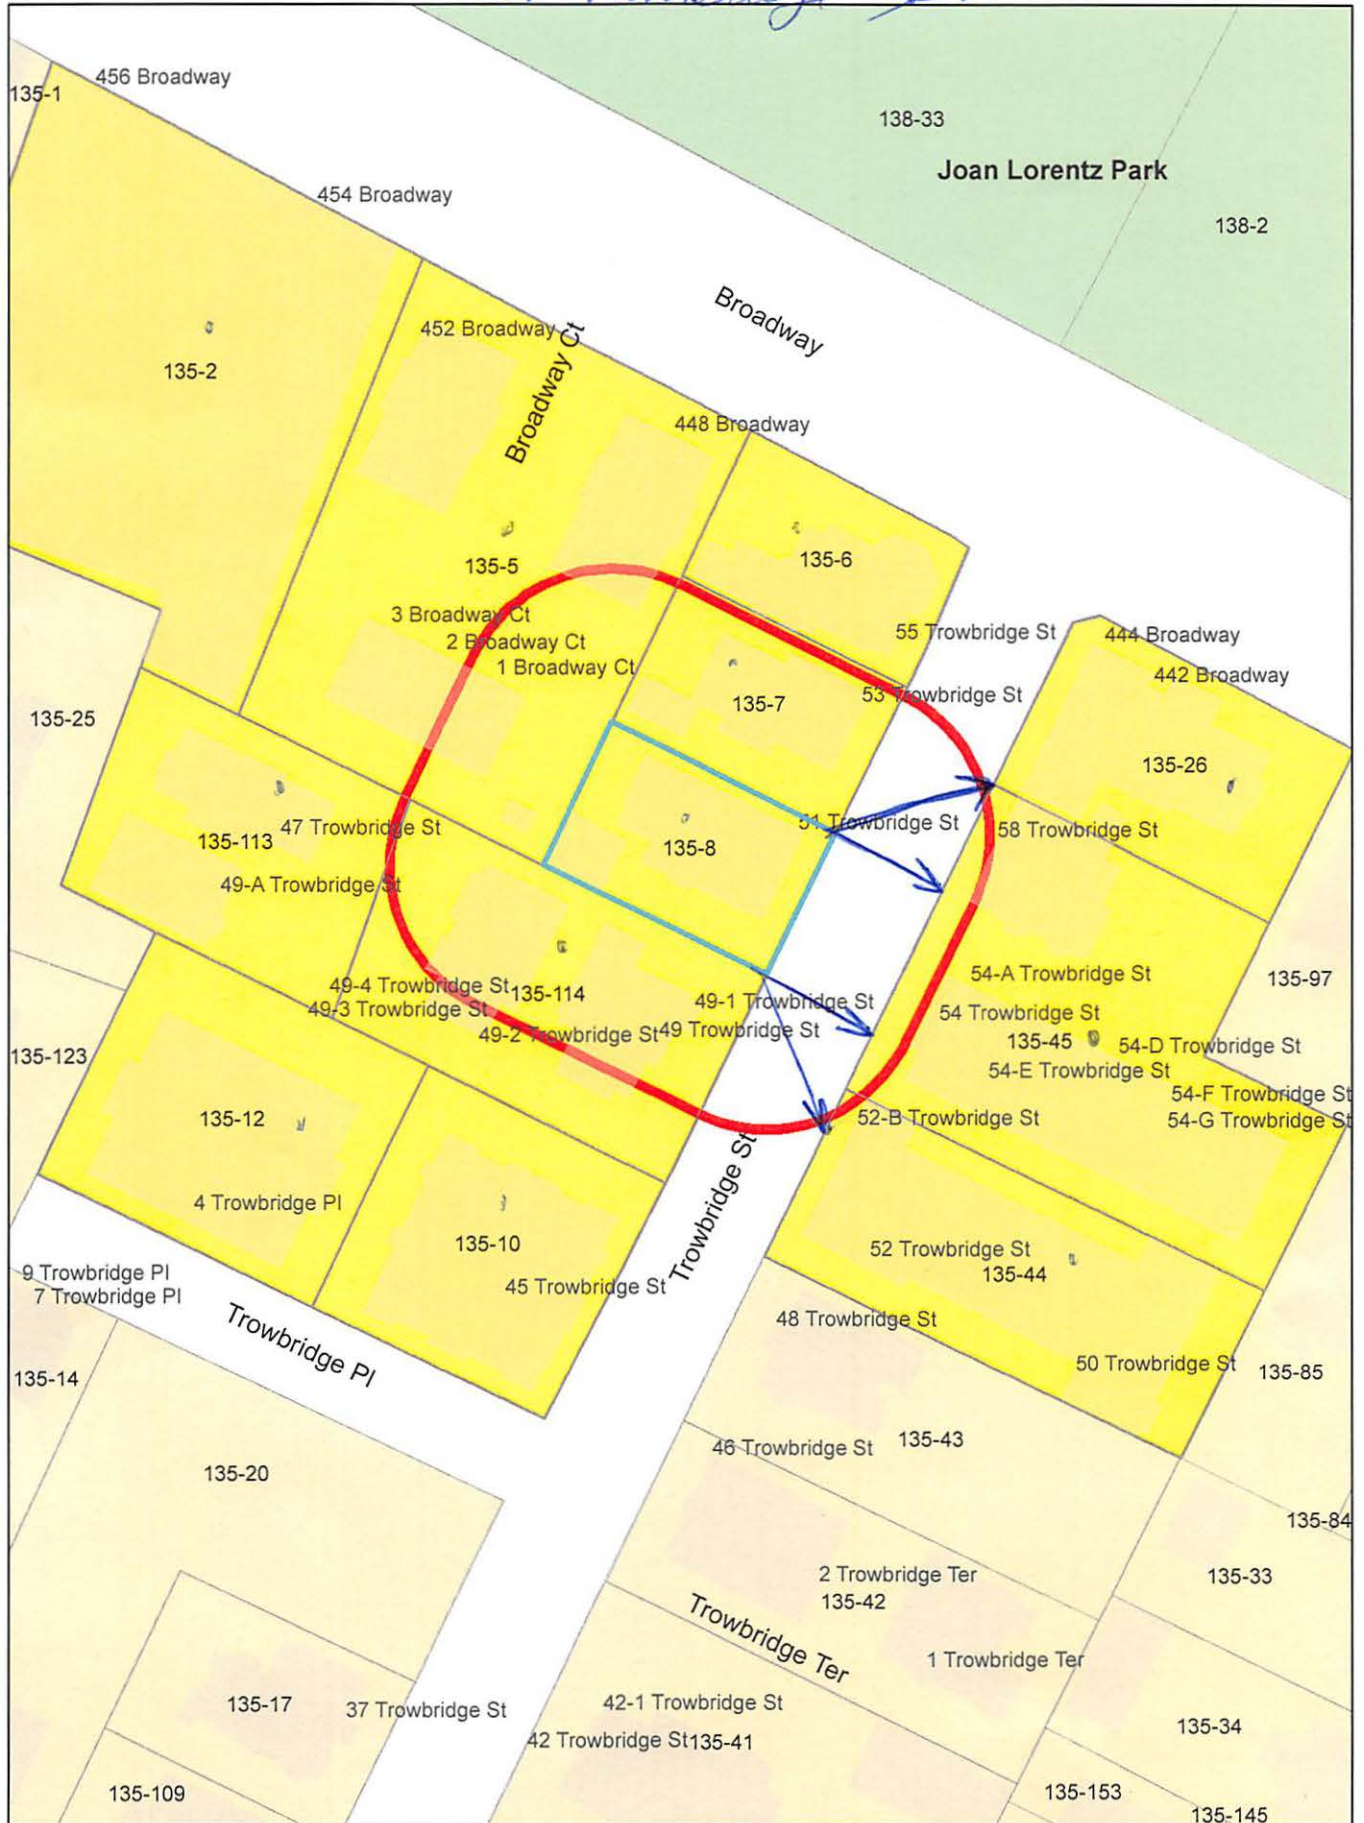 456 Broadway
135-1
138-33
Joan Lorentz Park
454 Broadway
138-2
Broadway
452 Broadway
Broadway Ct
135-2
448 Broadway
135-5
135-6
3 Broadway Ct
2 Broadway Ct
1 Broadway Ct
55 Trowbridge St
444 Broadway
442 Broadway
53 Trowbridge St
135-7
135-25
135-26
47 Trowbridge St
51 Trowbridge St
58 Trowbridge St
135-113
135-8
49-A Trowbridge St
54-A Trowbridge St
135-97
49-4 Trowbridge St
135-114
49-1 Trowbridge St
49-3 Trowbridge St
54 Trowbridge St
49-2 Trowbridge St
49 Trowbridge St
135-45
54-D Trowbridge St
135-123
54-E Trowbridge St
54-F Trowbridge St
135-12
52-B Trowbridge St
54-G Trowbridge St
Trowbridge St
4 Trowbridge Pl
135-10
52 Trowbridge St
135-44
9 Trowbridge Pl
7 Trowbridge Pl
45 Trowbridge St
48 Trowbridge St
Trowbridge Pl
50 Trowbridge St
135-85
135-14
46 Trowbridge St
135-43
135-20
135-84
2 Trowbridge Ter
135-33
135-42
Trowbridge Ter
1 Trowbridge Ter
135-17
37 Trowbridge St
42-1 Trowbridge St
135-34
42 Trowbridge St
135-41
135-109
135-153
135-145